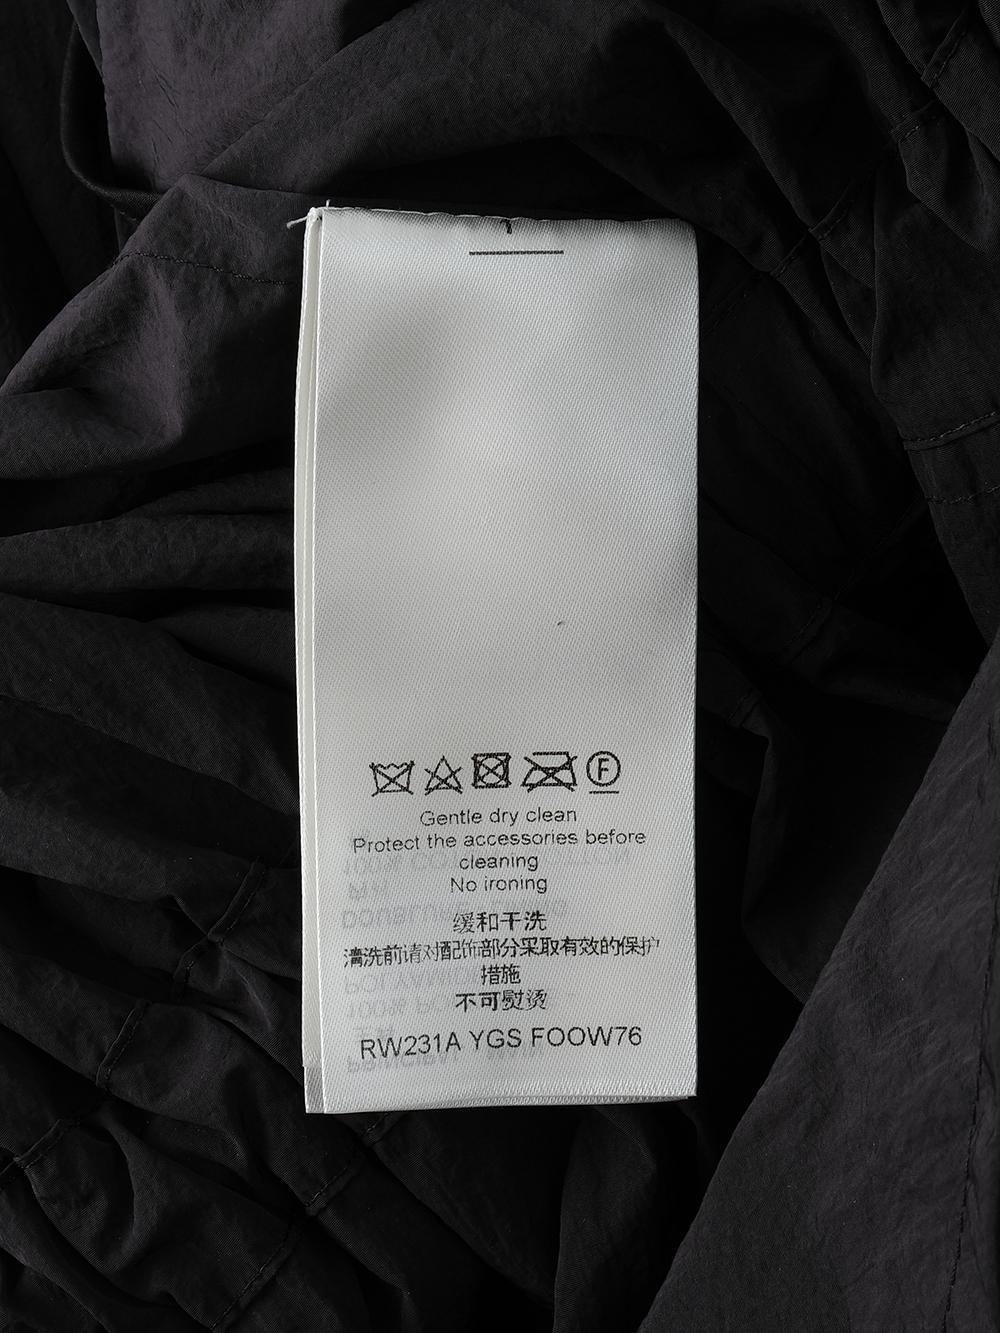 F
Gentle dry clean
Protect the accessories before
cleaning
No ironing
缓和干洗
清洗前请对配饰部分采取有效的保护
措施
不可熨烫
RW231A YGS FOOW76